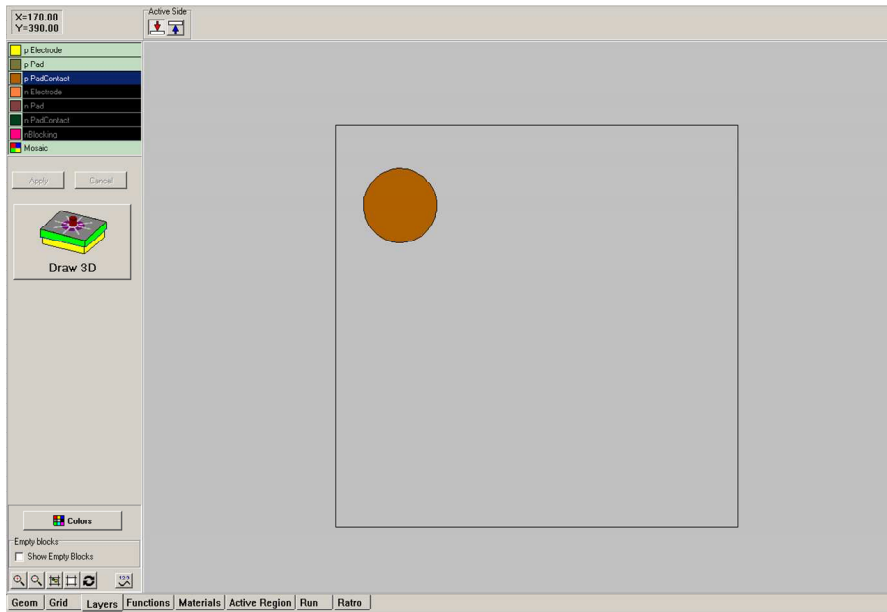 X=170.00
Y=390.00
Active Side
p Electrode
p Pad
p PadContact
n Electrode
n Pad
n PadContact
nBlocking
Mosaic
Apply Cancel
Draw 3D
Colors
Empty blocks
Show Empty Blocks
Geom Grid Layers Functions Materials Active Region Run Ratro